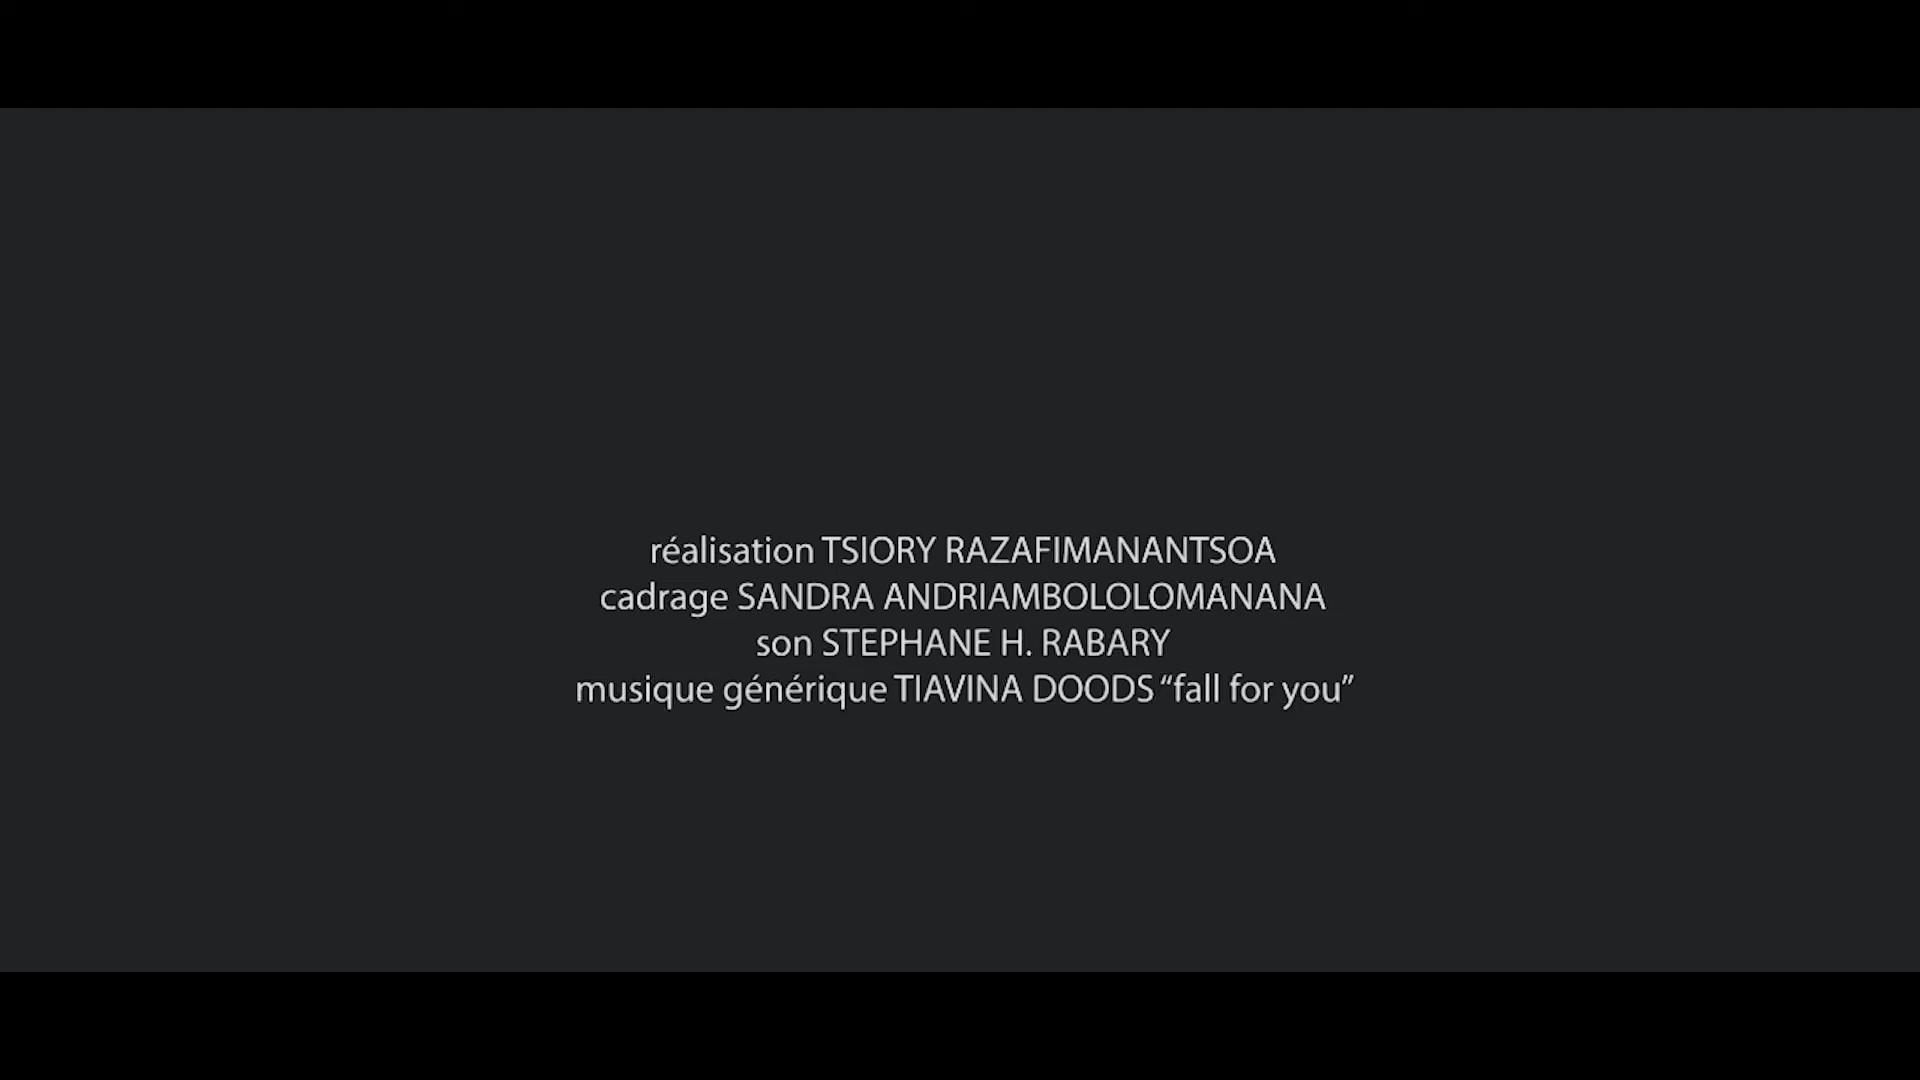 réalisation TSIORY RAZAFIMANANTSOA
cadrage SANDRA ANDRIAMBOLOLOMANANA
son STEPHANE H. RABARY
musique générique TIAVINA DOODS “fall for you”